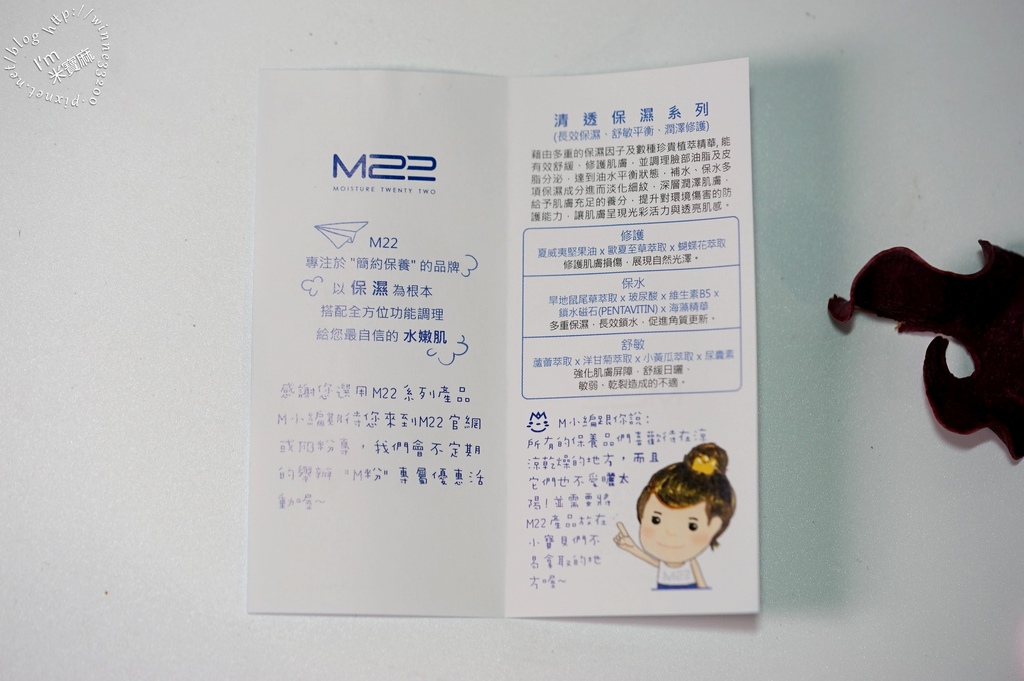 I'm
米寶麻
blog http://winne3900.pixnet.net/
M22
MOISTURE TWENTY TWO
M22
專注於 "簡約保養" 的品牌
以 保濕 為根本
搭配全方位功能調理
給您最自信的 水嫩肌
感謝您選用M22 系列產品
M小編期待您來到M22 官網
或FB粉專，我們會不定期
的舉辦 "M粉" 專屬優惠活
動喔~
清透保濕系列
(長效保濕、舒敏平衡、潤澤修護)
藉由多重的保濕因子及數種珍貴植萃精華,能
有效舒緩、修護肌膚，並調理臉部油脂及皮
脂分泌，達到油水平衡狀態，補水、保水多
項保濕成分進而淡化細紋，深層潤澤肌膚，
給予肌膚充足的養分，提升對環境傷害的防
護能力，讓肌膚呈現光彩活力與透亮肌感。
修護
夏威夷堅果油 x 歐夏至草萃取 x 蝴蝶花萃取
修護肌膚損傷，展現自然光澤。
保水
旱地鼠尾草萃取 x 玻尿酸 x 維生素B5 x
鎖水磁石(PENTAVITIN) x 海藻精華
多重保濕，長效鎖水，促進角質更新。
舒敏
蘆薈萃取 x 洋甘菊萃取 x 小黃瓜萃取 x 尿囊素
強化肌膚屏障，舒緩日曬、
敏弱、乾裂造成的不適。
M小編跟你說：
所有的保養品們喜歡待在涼
涼乾燥的地方，而且
它們也不愛曬太
陽！並需要將
M22產品放在
小寶貝們不
易拿取的地
方喔~
M22